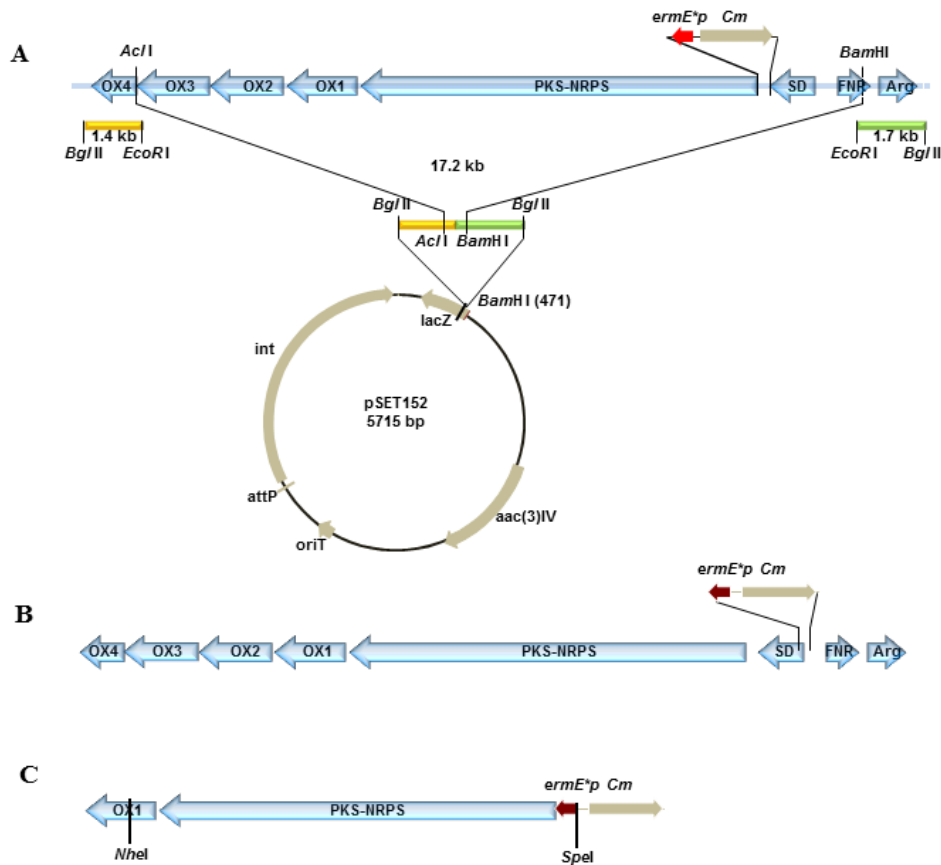 ermE*p Cm
A
AclI
BamHI
OX4 OX3 OX2 OX1 PKS-NRPS SD FNR Arg
1.4 kb
1.7 kb
BglII EcoRI
EcoRI BglII
17.2 kb
BglII BglII
AclI BamHI
BamHI (471)
lacZ
int
pSET152
5715 bp
attP
aac(3)IV
oriT
ermE*p Cm
B
OX4 OX3 OX2 OX1 PKS-NRPS SD FNR Arg
C
ermE*p Cm
OX1 PKS-NRPS
NheI
SpeI